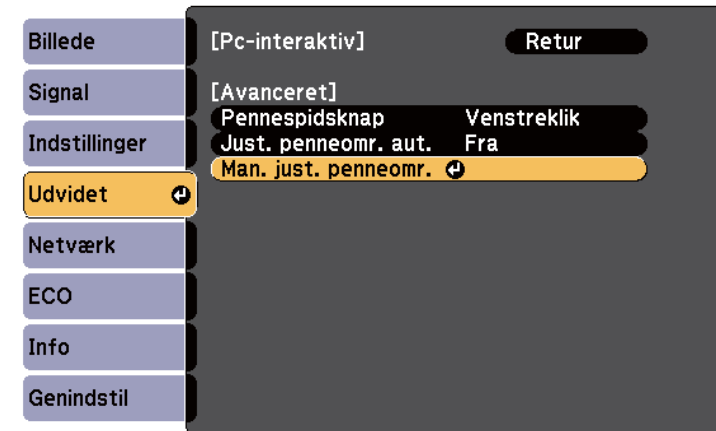 Billede
Signal
Indstillinger
Udvidet
Netværk
ECO
Info
Genindstil
[Pc-interaktiv] Retur
[Avanceret]
Pennespidsknap Venstreklik
Just. penneomr. aut. Fra
Man. just. penneomr.